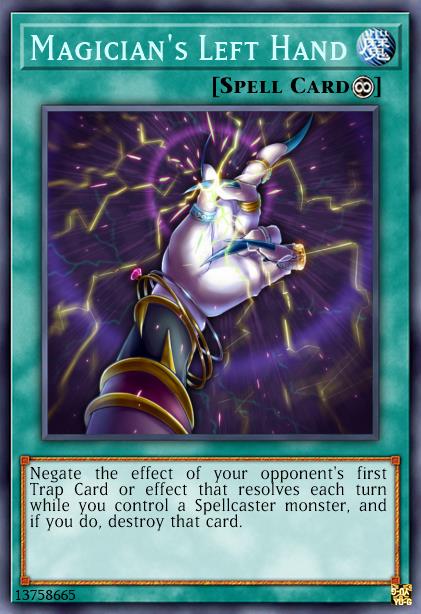 Magician's Left Hand
[Spell Card]
Negate the effect of your opponent's first
Trap Card or effect that resolves each turn
while you control a Spellcaster monster, and
if you do, destroy that card.
13758665